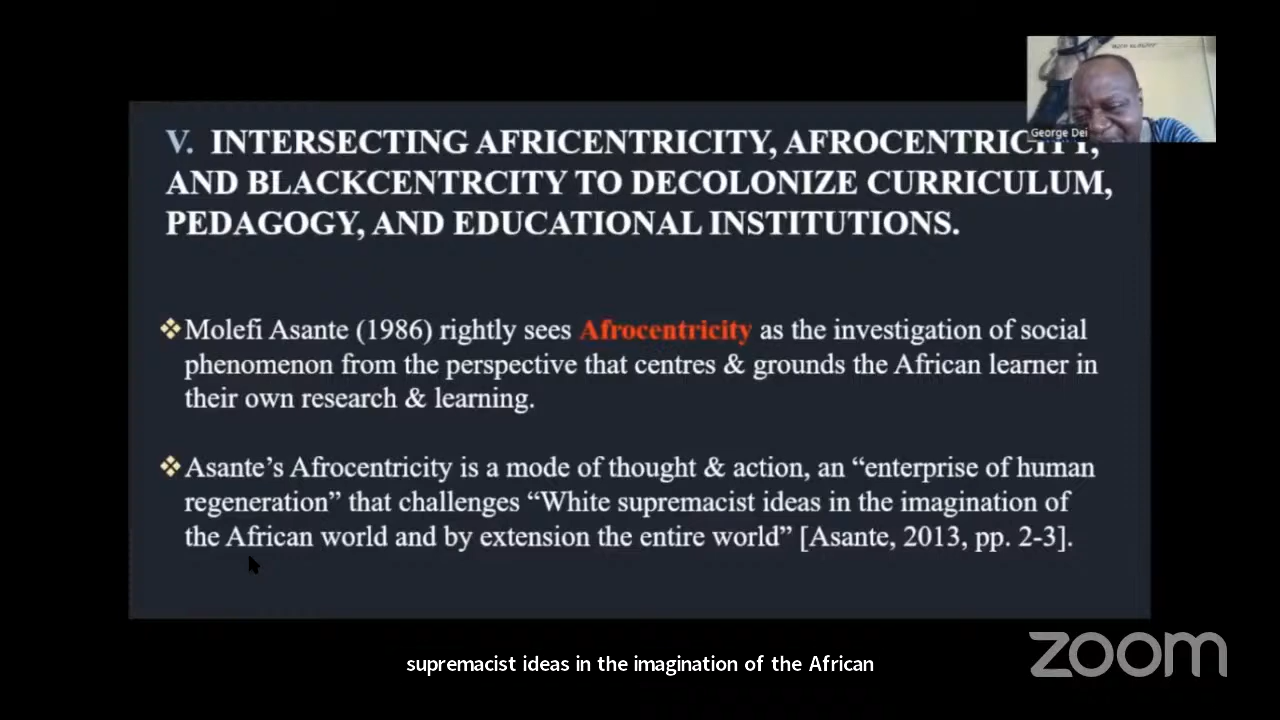 George Dei
V. INTERSECTING AFRICENTRICITY, AFROCENTRICITY,
AND BLACKCENTRCITY TO DECOLONIZE CURRICULUM,
PEDAGOGY, AND EDUCATIONAL INSTITUTIONS.
❖Molefi Asante (1986) rightly sees Afrocentricity as the investigation of social
phenomenon from the perspective that centres & grounds the African learner in
their own research & learning.
❖Asante’s Afrocentricity is a mode of thought & action, an “enterprise of human
regeneration” that challenges “White supremacist ideas in the imagination of
the African world and by extension the entire world” [Asante, 2013, pp. 2-3].
supremacist ideas in the imagination of the African
zoom